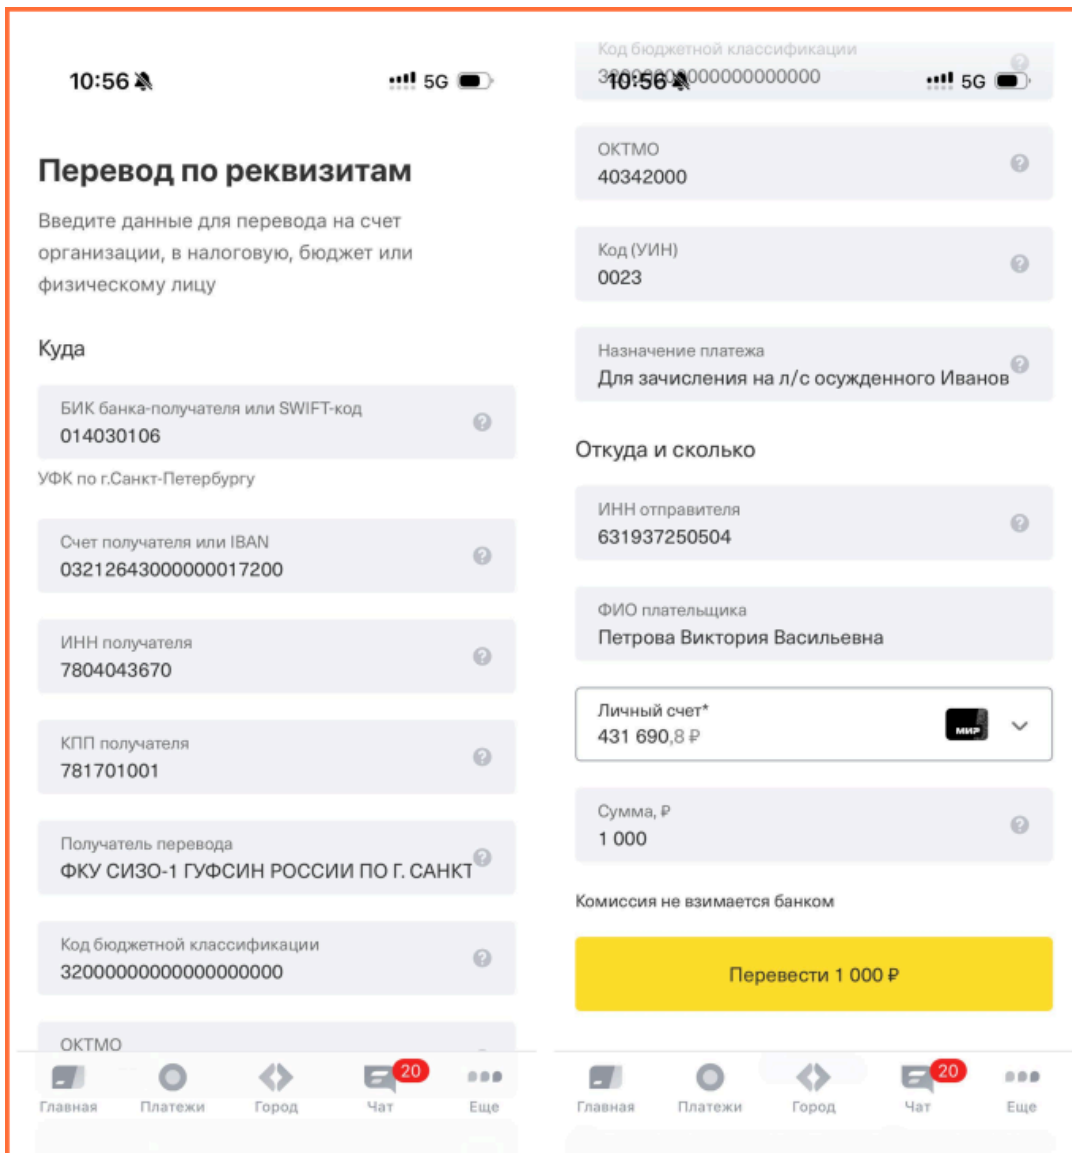 10:56 5G
Перевод по реквизитам
Введите данные для перевода на счет
организации, в налоговую, бюджет или
физическому лицу
Куда
БИК банка-получателя или SWIFT-код
014030106
УФК по г.Санкт-Петербургу
Счет получателя или IBAN
03212643000000017200
ИНН получателя
7804043670
КПП получателя
781701001
Получатель перевода
ФКУ СИЗО-1 ГУФСИН РОССИИ ПО Г. САНКТ
Код бюджетной классификации
32000000000000000000
ОКТМО
20
Главная Платежи Город Чат Еще
Код бюджетной классификации
10:56 5G
ОКТМО
40342000
Код (УИН)
0023
Назначение платежа
Для зачисления на л/с осужденного Иванов
Откуда и сколько
ИНН отправителя
631937250504
ФИО плательщика
Петрова Виктория Васильевна
Личный счет*
431 690,8 ₽
МИР
Сумма, ₽
1 000
Комиссия не взимается банком
Перевести 1 000 ₽
20
Главная Платежи Город Чат Еще